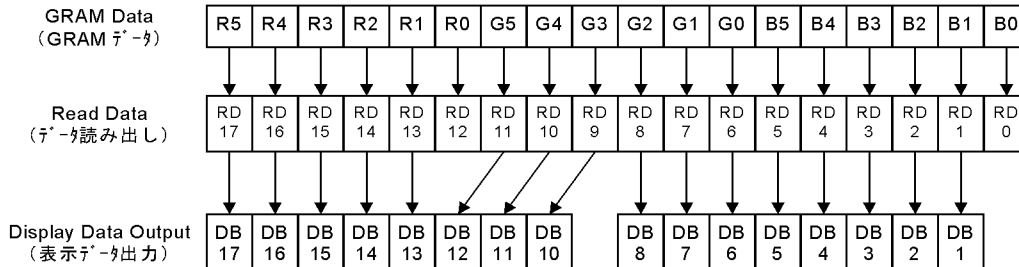 GRAM Data
(GRAM ﾃﾞｰﾀ)
R5 R4 R3 R2 R1 R0 G5 G4 G3 G2 G1 G0 B5 B4 B3 B2 B1 B0
Read Data
(ﾃﾞｰﾀ読み出し)
RD 17 RD 16 RD 15 RD 14 RD 13 RD 12 RD 11 RD 10 RD 9 RD 8 RD 7 RD 6 RD 5 RD 4 RD 3 RD 2 RD 1 RD 0
Display Data Output
(表示ﾃﾞｰﾀ出力)
DB 17 DB 16 DB 15 DB 14 DB 13 DB 12 DB 11 DB 10 DB 8 DB 7 DB 6 DB 5 DB 4 DB 3 DB 2 DB 1